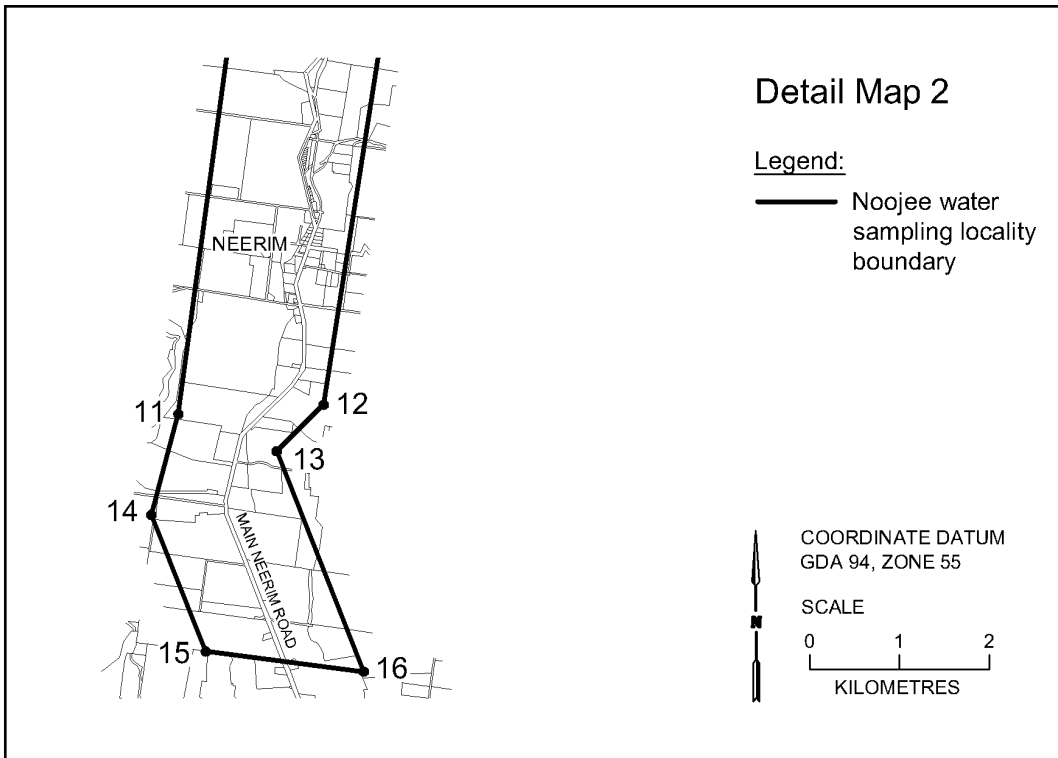 Detail Map 2
Legend:
Noojee water
sampling locality
boundary
NEERIM
11
12
13
14
MAIN NEERIM ROAD
15
16
COORDINATE DATUM
GDA 94, ZONE 55
SCALE
N
0 1 2
KILOMETRES